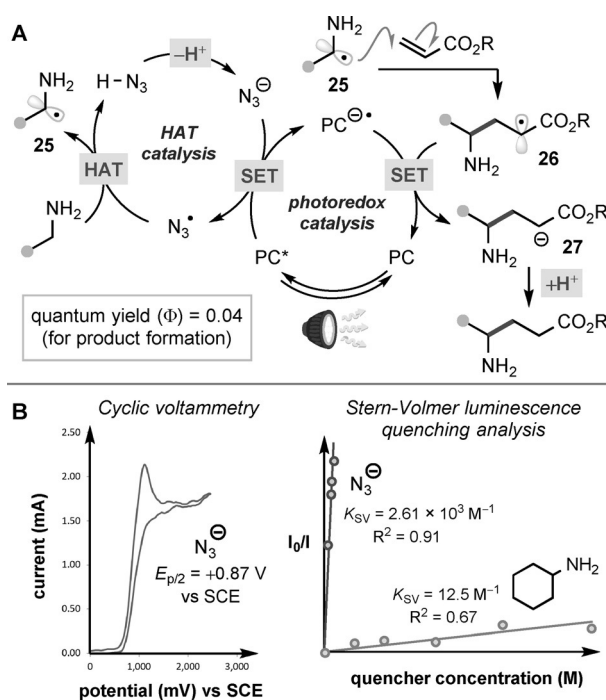 A
NH2
25
H–N3
–H+
N3⊖
HAT
catalysis
HAT
NH2
N3•
SET
PC*
photoredox
catalysis
PC⊖•
SET
PC
NH2
25
CO2R
CO2R
NH2
26
CO2R
⊖
NH2
27
+H+
CO2R
NH2
quantum yield (Φ) = 0.04
(for product formation)
B
Cyclic voltammetry
current (mA)
2.50
2.00
1.50
1.00
0.50
0.00
0
1,000
2,000
3,000
potential (mV) vs SCE
N3⊖
Ep/2 = +0.87 V
vs SCE
Stern-Volmer luminescence
quenching analysis
I0/I
N3⊖
KSV = 2.61 × 10³ M–1
R2 = 0.91
NH2
KSV = 12.5 M–1
R2 = 0.67
quencher concentration (M)